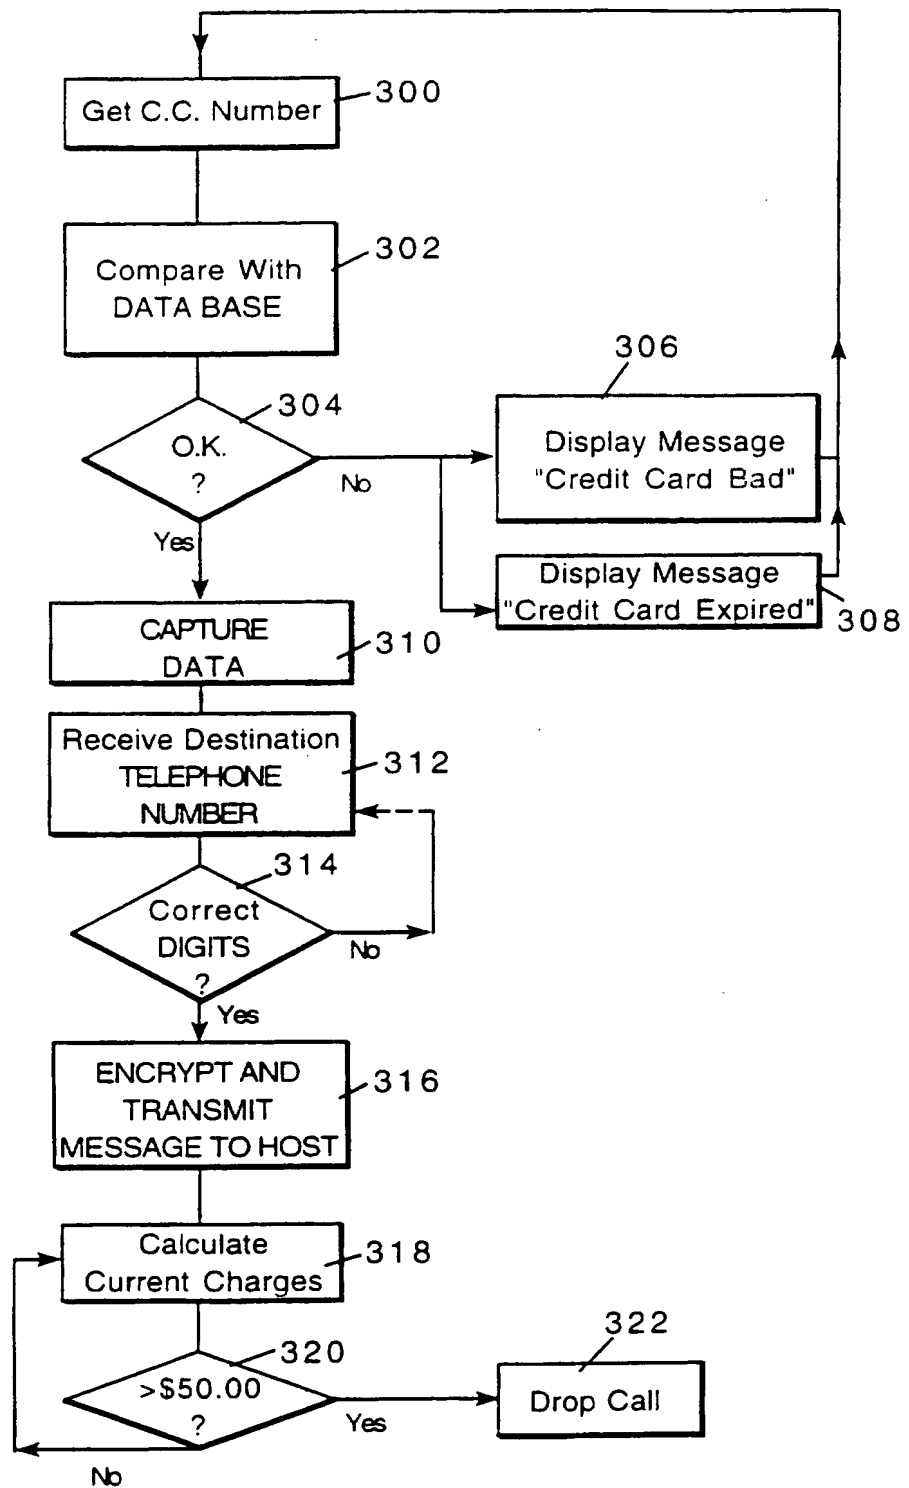 Get C.C. Number
300
Compare With
DATA BASE
302
O.K.
?
304
No
Yes
306
Display Message
"Credit Card Bad"
Display Message
"Credit Card Expired"
308
CAPTURE
DATA
310
Receive Destination
TELEPHONE
NUMBER
312
314
Correct
DIGITS
?
No
Yes
ENCRYPT AND
TRANSMIT
MESSAGE TO HOST
316
Calculate
Current Charges
318
320
>$50.00
?
Yes
No
322
Drop Call